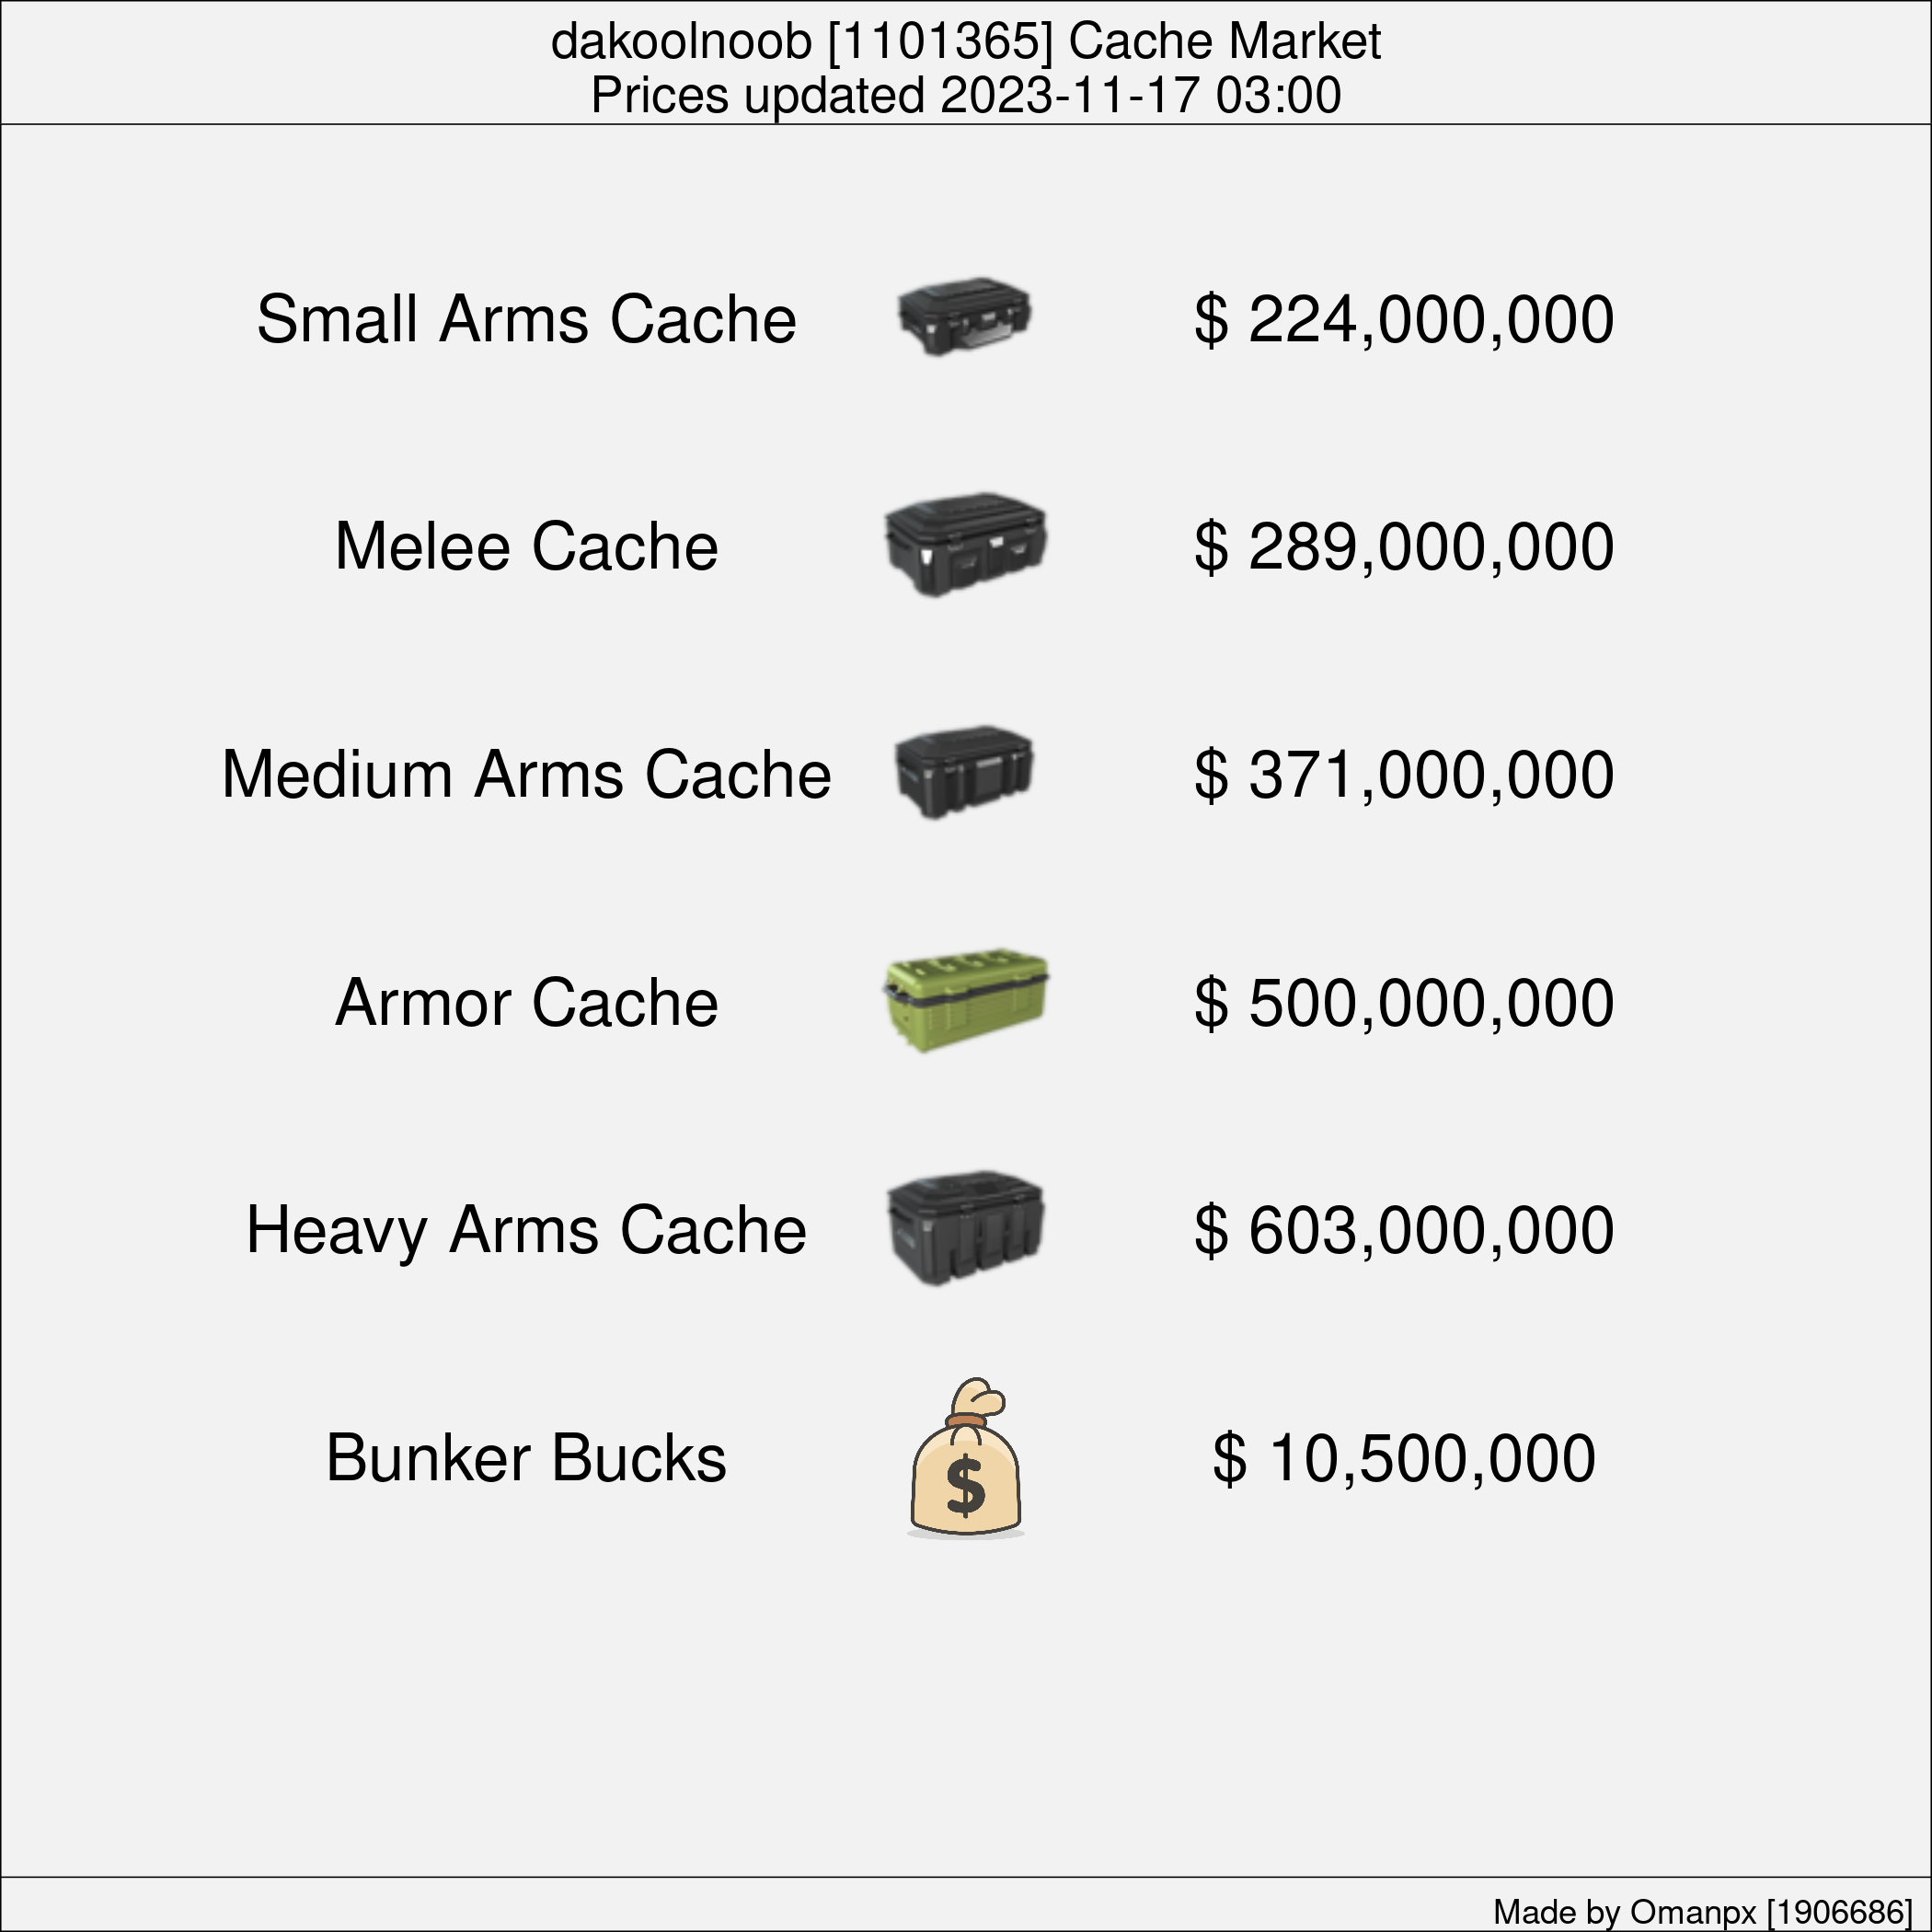 dakoolnoob [1101365] Cache Market
Prices updated 2023-11-17 03:00
Small Arms Cache $ 224,000,000
Melee Cache $ 289,000,000
Medium Arms Cache $ 371,000,000
Armor Cache $ 500,000,000
Heavy Arms Cache $ 603,000,000
Bunker Bucks $ $ 10,500,000
Made by Omanpx [1906686]